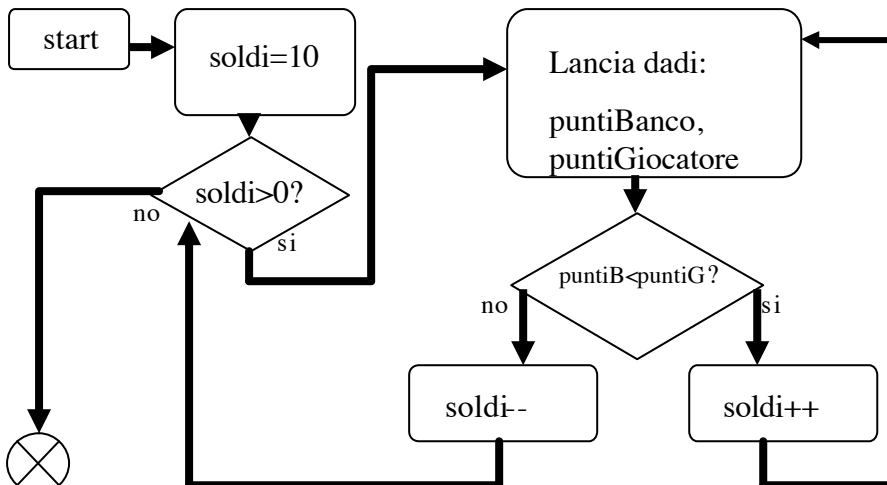 start
soldi=10
Lancia dadi:
puntiBanco,
puntiGiocatore
soldi>0?
no
si
puntiB<puntiG?
no
si
soldi--
soldi++